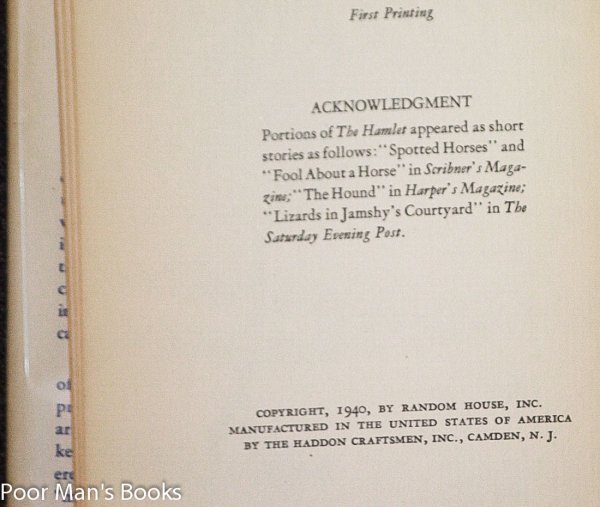 First Printing
ACKNOWLEDGMENT
Portions of The Hamlet appeared as short
stories as follows: "Spotted Horses" and
"Fool About a Horse" in Scribner's Maga-
zine; "The Hound" in Harper's Magazine;
"Lizards in Jamshy's Courtyard" in The
Saturday Evening Post.
COPYRIGHT, 1940, BY RANDOM HOUSE, INC.
MANUFACTURED IN THE UNITED STATES OF AMERICA
BY THE HADDON CRAFTSMEN, INC., CAMDEN, N. J.
Poor Man's Books